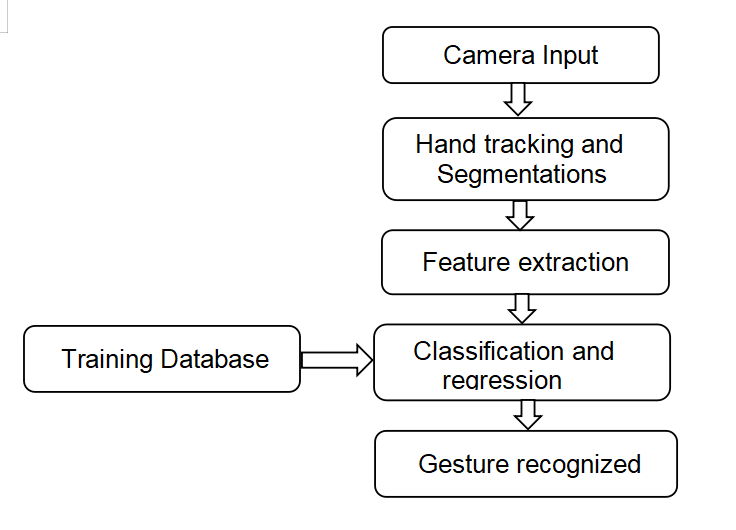 Camera Input
Hand tracking and
Segmentations
Feature extraction
Training Database
Classification and
regression
Gesture recognized